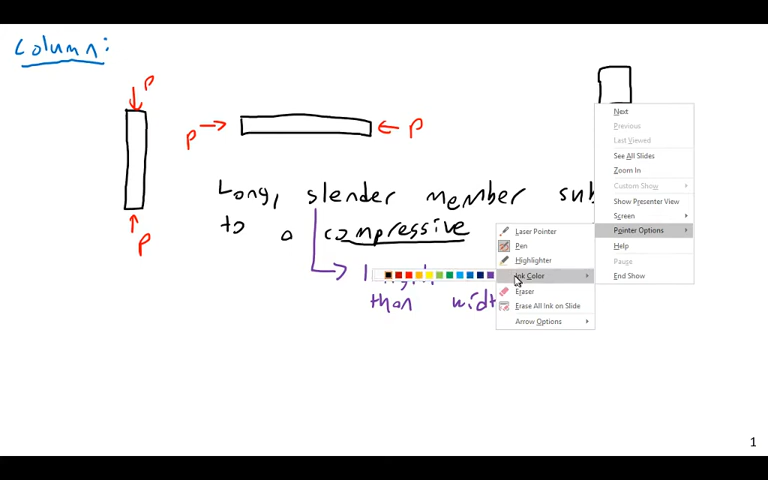 Column:
P
P
P
P
Long, slender member
to a compressive
than
Next
Previous
Last Viewed
See All Slides
Zoom In
Custom Show
Show Presenter View
Screen
Pointer Options
Help
Pause
End Show
Laser Pointer
Pen
Highlighter
Ink Color
Eraser
Erase All Ink on Slide
Arrow Options
1